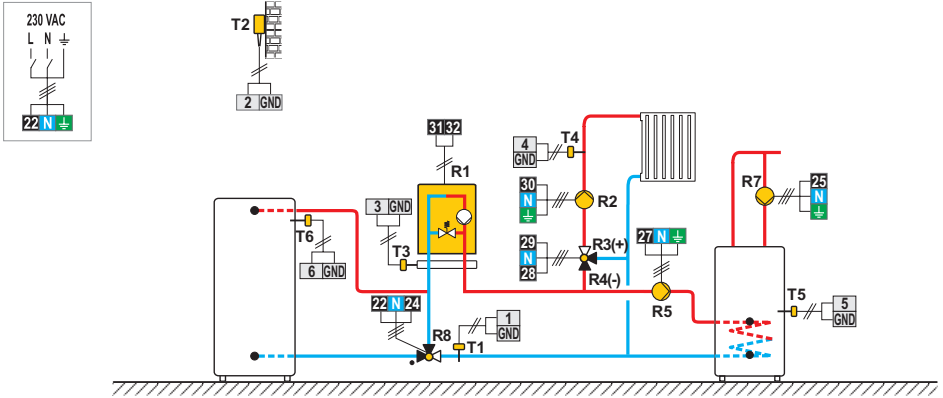 230 VAC
L N
22 N
T2
2 GND
31 32
R1
3 GND
T3
T6
6 GND
4
GND
T4
30
N
R2
29
N
28
R3(+)
R4(-)
27 N
R5
R7
25
N
T5
5
GND
22 N 24
R8
1
GND
T1